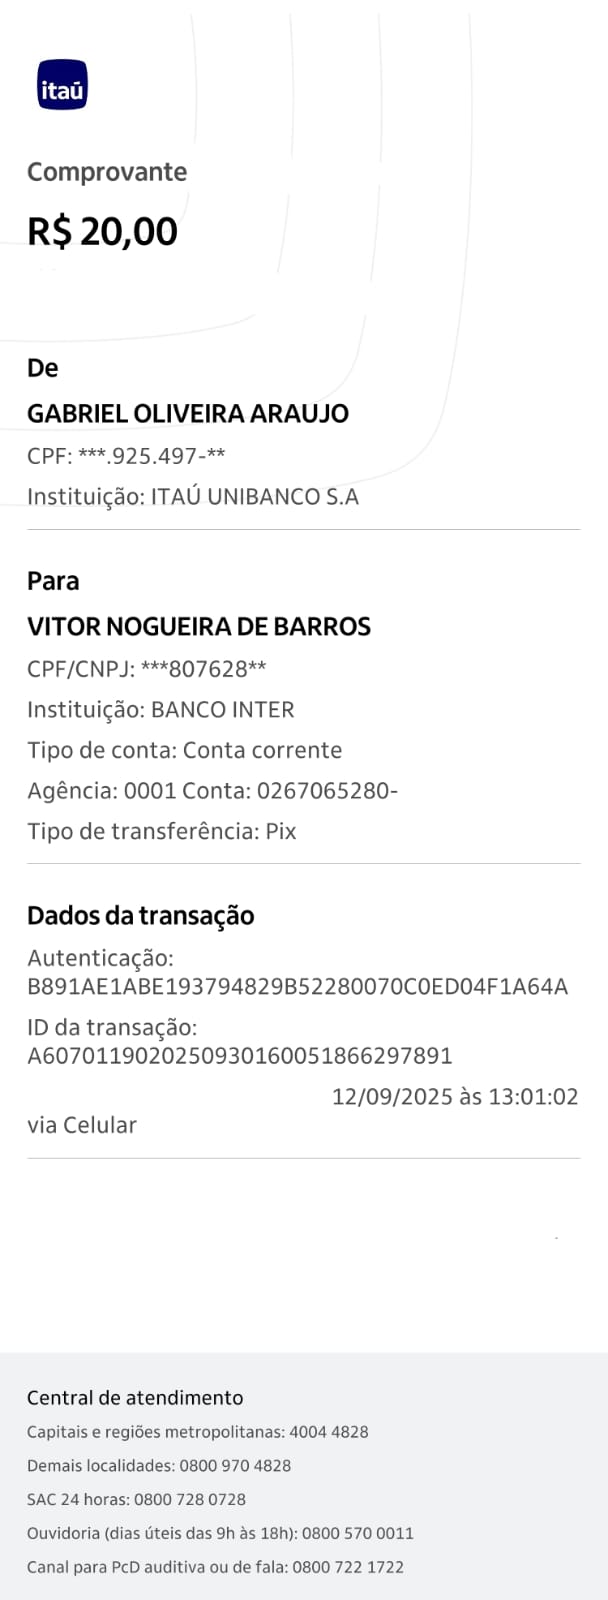 itaú
Comprovante
R$ 20,00
De
GABRIEL OLIVEIRA ARAUJO
CPF: ***.925.497-**
Instituição: ITAÚ UNIBANCO S.A
Para
VITOR NOGUEIRA DE BARROS
CPF/CNPJ: ***807628**
Instituição: BANCO INTER
Tipo de conta: Conta corrente
Agência: 0001 Conta: 0267065280-
Tipo de transferência: Pix
Dados da transação
Autenticação:
B891AE1ABE193794829B52280070C0ED04F1A64A
ID da transação:
A6070119020250930160051866297891
12/09/2025 às 13:01:02
via Celular
Central de atendimento
Capitais e regiões metropolitanas: 4004 4828
Demais localidades: 0800 970 4828
SAC 24 horas: 0800 728 0728
Ouvidoria (dias úteis das 9h às 18h): 0800 570 0011
Canal para PcD auditiva ou de fala: 0800 722 1722